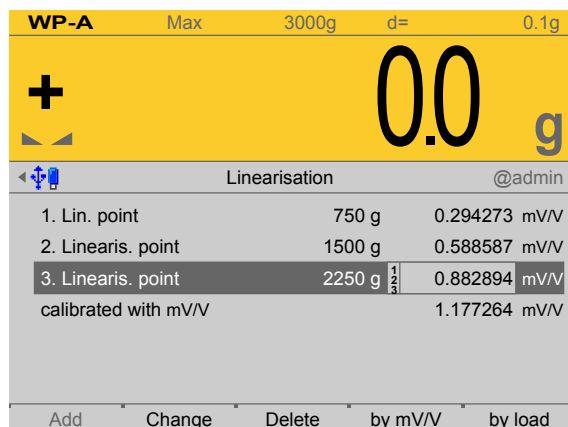 WP-A Max 3000g d= 0.1g
+ 0.0 g
Linearisation @admin
1. Lin. point 750 g 0.294273 mV/V
2. Linearis. point 1500 g 0.588587 mV/V
3. Linearis. point 2250 g 123 0.882894 mV/V
calibrated with mV/V 1.177264 mV/V
Add Change Delete by mV/V by load